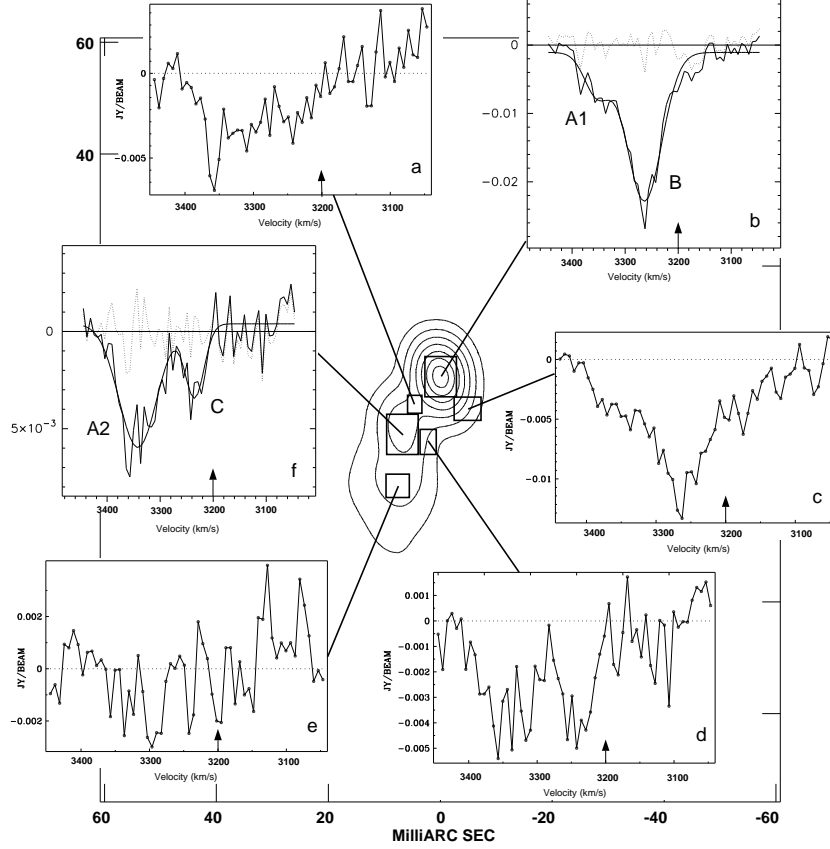 60
40
0
−0.005
JY/BEAM
a
3400
3300
3200
3100
Velocity (km/s)
0
−0.01
−0.02
A1
B
b
3400
3300
3200
3100
Velocity (km/s)
0
5×10⁻³
A2
C
f
3400
3300
3200
3100
Velocity (km/s)
0
−0.005
−0.01
JY/BEAM
c
3400
3300
3200
3100
Velocity (km/s)
0.002
0
−0.002
JY/BEAM
e
3400
3300
3200
3100
Velocity (km/s)
0.001
0
−0.001
−0.002
−0.003
−0.004
−0.005
JY/BEAM
d
3400
3300
3200
3100
Velocity (km/s)
60
40
20
0
-20
-40
-60
MilliARC SEC